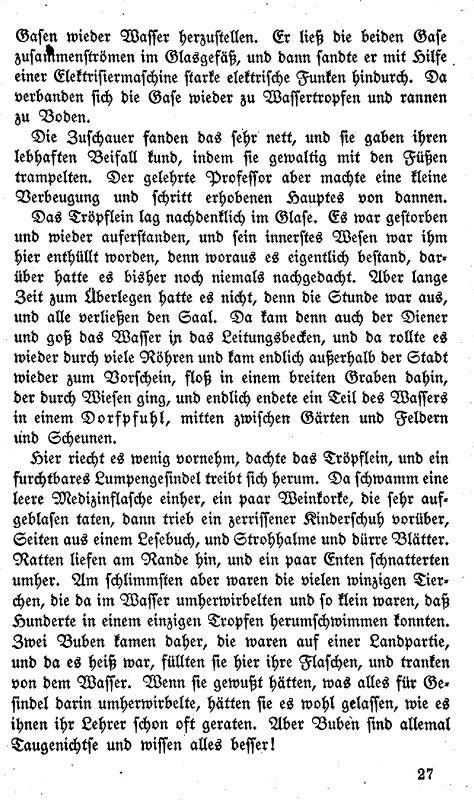 Gasen wieder Wasser herzustellen. Er ließ die beiden Gase
zusammenströmen im Glasgefäß, und dann sandte er mit Hilfe
einer Elektrisiermaschine starke elektrische Funken hindurch. Da
verbanden sich die Gase wieder zu Wassertropfen und rannen
zu Boden.
Die Zuschauer fanden das sehr nett, und sie gaben ihren
lebhaften Beifall kund, indem sie gewaltig mit den Füßen
trampelten. Der gelehrte Professor aber machte eine kleine
Verbeugung und schritt erhobenen Hauptes von dannen.
Das Tröpflein lag nachdenklich im Glase. Es war gestorben
und wieder auferstanden, und sein innerstes Wesen war ihm
hier enthüllt worden, denn woraus es eigentlich bestand, dar-
über hatte es bisher noch niemals nachgedacht. Aber lange
Zeit zum Überlegen hatte es nicht, denn die Stunde war aus,
und alle verließen den Saal. Da kam denn auch der Diener
und goß das Wasser in das Leitungsbecken, und da rollte es
wieder durch viele Röhren und kam endlich außerhalb der Stadt
wieder zum Vorschein, floß in einem breiten Graben dahin,
der durch Wiesen ging, und endlich endete ein Teil des Wassers
in einem Dorfpfuhl, mitten zwischen Gärten und Feldern
und Scheunen.
Hier riecht es wenig vornehm, dachte das Tröpflein, und ein
furchtbares Lumpengesindel treibt sich herum. Da schwamm eine
leere Medizinflasche einher, ein paar Weinkorke, die sehr auf-
geblasen taten, dann trieb ein zerrissener Kinderschuh vorüber,
Seiten aus einem Lesebuch, und Strohhalme und dürre Blätter.
Ratten liefen am Rande hin, und ein paar Enten schnatterten
umher. Am schlimmsten aber waren die vielen winzigen Tier-
chen, die da im Wasser umherwirbelten und so klein waren, daß
Hunderte in einem einzigen Tropfen herumschwimmen konnten.
Zwei Buben kamen daher, die waren auf einer Landpartie,
und da es heiß war, füllten sie hier ihre Flaschen, und tranken
von dem Wasser. Wenn sie gewußt hätten, was alles für Ge-
sindel darin umherwirbelte, hätten sie es wohl gelassen, wie es
ihnen ihr Lehrer schon oft geraten. Aber Buben sind allemal
Taugenichtse und wissen alles besser!
27